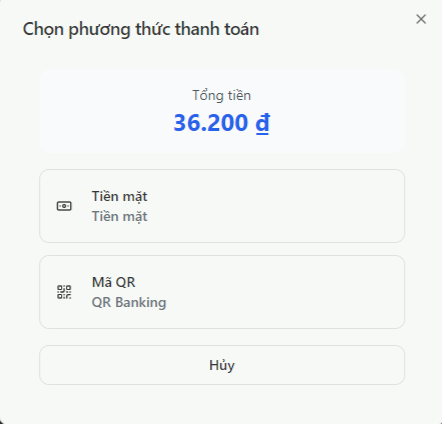 Chọn phương thức thanh toán
Tổng tiền
36.200 ₫
Tiền mặt
Tiền mặt
Mã QR
QR Banking
Hủy